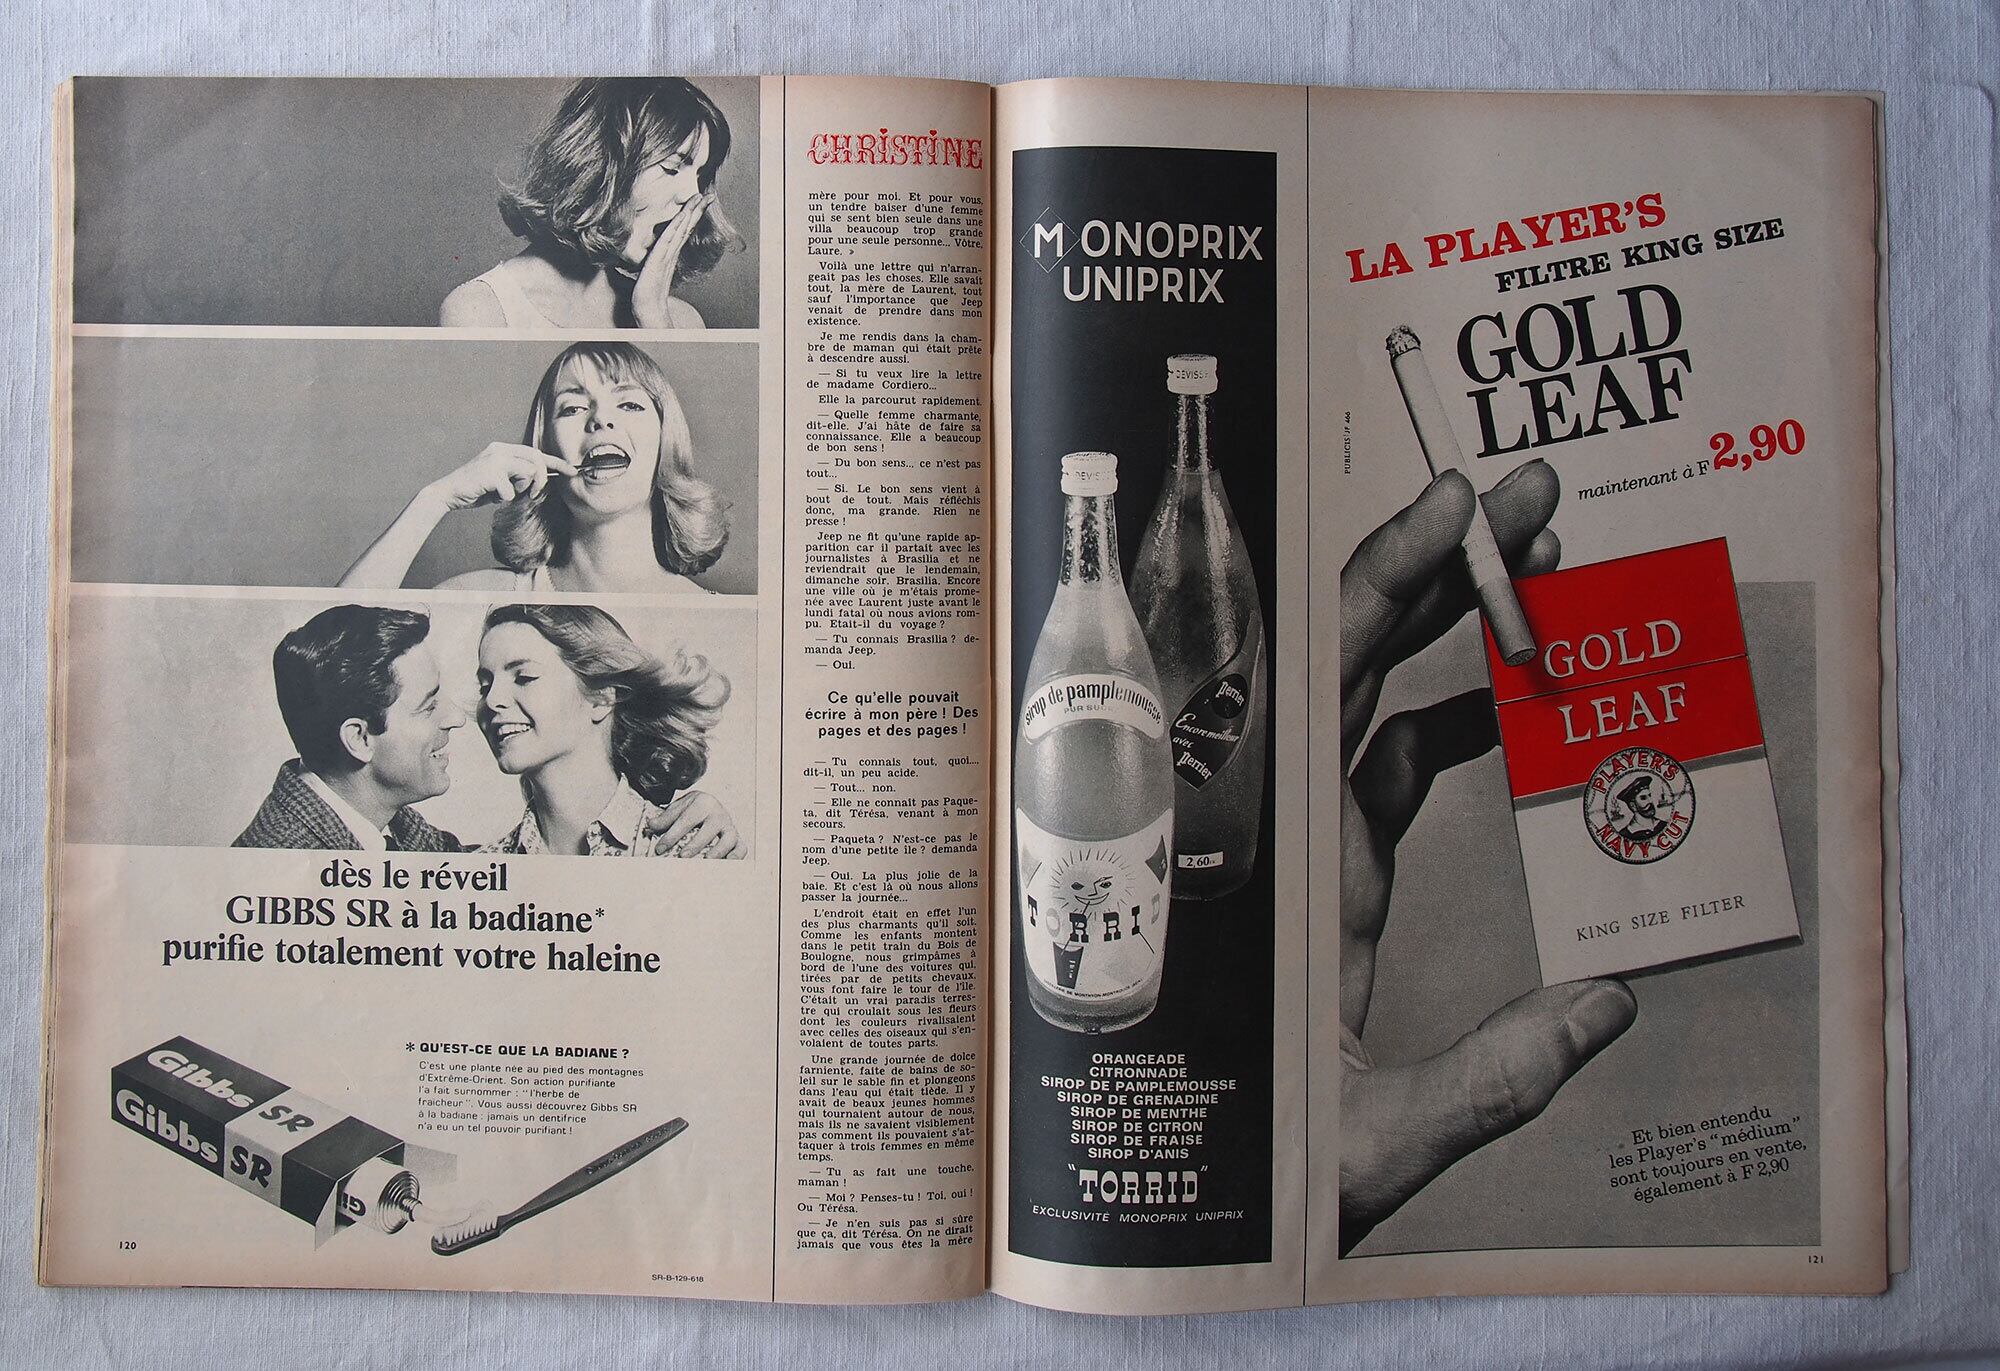 dès le réveil
GIBBS SR à la badiane*
purifie totalement votre haleine
* QU'EST-CE QUE LA BADIANE ?
C'est une plante née au pied des montagnes
d'Extrême-Orient. Son action purifiante
l'a fait surnommer : "l'herbe de
fraicheur". Vous aussi découvrez Gibbs SR
à la badiane : jamais un dentifrice
n'a eu un tel pouvoir purifiant !
Gibbs SR
Gibbs SR
120
SR-B-129-618
CHRISTINE
mère pour moi. Et pour vous,
un tendre baiser d'une femme
qui se sent bien seule dans une
villa beaucoup trop grande
pour une seule personne... Vôtre,
Laure. »
Voilà une lettre qui n'arran-
geait pas les choses. Elle savait
tout, la mère de Laurent, tout
sauf l'importance que Jeep
venait de prendre dans mon
existence.
Je me rendis dans la cham-
bre de maman qui était prête
à descendre aussi.
— Si tu veux lire la lettre
de madame Cordiero...
Elle la parcourut rapidement.
— Quelle femme charmante,
dit-elle. J'ai hâte de faire sa
connaissance. Elle a beaucoup
de bon sens !
— Du bon sens... ce n'est pas
tout...
— Si. Le bon sens vient à
bout de tout. Mais réfléchis
donc, ma grande. Rien ne
presse !
Jeep ne fit qu'une rapide ap-
parition car il partait avec les
journalistes à Brasilia et ne
reviendrait que le lendemain,
dimanche soir. Brasilia. Encore
une ville où je m'étais prome-
née avec Laurent juste avant le
lundi fatal où nous avions rom-
pu. Etait-il du voyage ?
— Tu connais Brasilia ? de-
manda Jeep.
— Oui.
Ce qu'elle pouvait
écrire à mon père ! Des
pages et des pages !
— Tu connais tout, quoi...
dit-il, un peu acide.
— Tout... non.
— Elle ne connaît pas Paque-
ta, dit Térésa, venant à mon
secours.
— Paqueta ? N'est-ce pas le
nom d'une petite île ? demanda
Jeep.
— Oui. La plus jolie de la
baie. Et c'est là où nous allons
passer la journée...
L'endroit était en effet l'un
des plus charmants qu'il soit.
Comme les enfants montent
dans le petit train du Bois de
Boulogne, nous grimpâmes à
bord de l'une des voitures qui,
tirées par de petits chevaux,
vous font faire le tour de l'île.
C'était un vrai paradis terres-
tre qui croulait sous les fleurs
dont les couleurs rivalisaient
avec celles des oiseaux qui s'en-
volaient de toutes parts.
Une grande journée de dolce
farniente, faite de bains de so-
leil sur le sable fin et plongeons
dans l'eau qui était tiède. Il y
avait de beaux jeunes hommes
qui tournaient autour de nous,
mais ils ne savaient visiblement
pas comment ils pouvaient s'at-
taquer à trois femmes en même
temps.
— Tu as fait une touche,
maman !
— Moi ? Penses-tu ! Toi, oui !
Ou Térésa.
— Je n'en suis pas si sûre
que ça, dit Térésa. On ne dirait
jamais que vous êtes la mère
MONOPRIX
UNIPRIX
DEVISS
DEVISS
sirop de pamplemousse
PUR SUCRE
Perrier
Encore meilleur
avec
Perrier
2,60
TORRID
ORANGEADE
CITRONNADE
SIROP DE PAMPLEMOUSSE
SIROP DE GRENADINE
SIROP DE MENTHE
SIROP DE CITRON
SIROP DE FRAISE
SIROP D'ANIS
"TORRID"
EXCLUSIVITÉ MONOPRIX UNIPRIX
LA PLAYER'S
FILTRE KING SIZE
GOLD
LEAF
maintenant à F 2,90
PUBLICIS JP 466
GOLD
LEAF
PLAYER'S
NAVY CUT
KING SIZE FILTER
Et bien entendu
les Player's "médium"
sont toujours en vente,
également à F 2,90
121